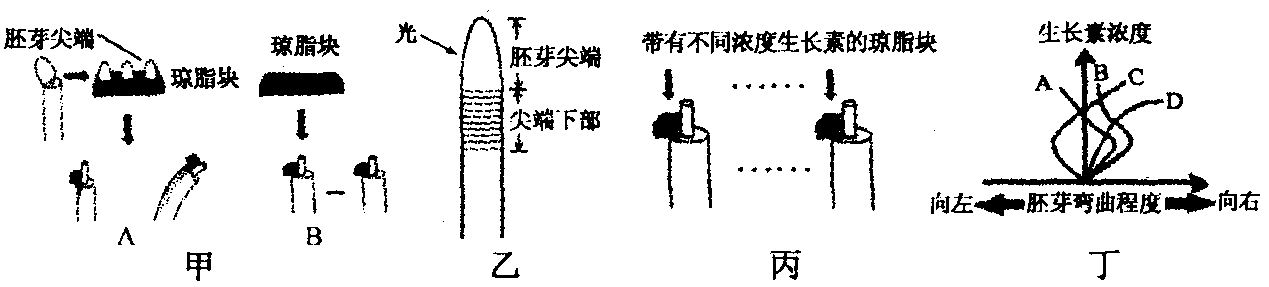 胚芽尖端
琼脂块
琼脂块
A
B
甲
光
胚芽尖端
尖端下部
乙
带有不同浓度生长素的琼脂块
······
······
丙
生长素浓度
A
B
C
D
向左
胚芽弯曲程度
向右
丁